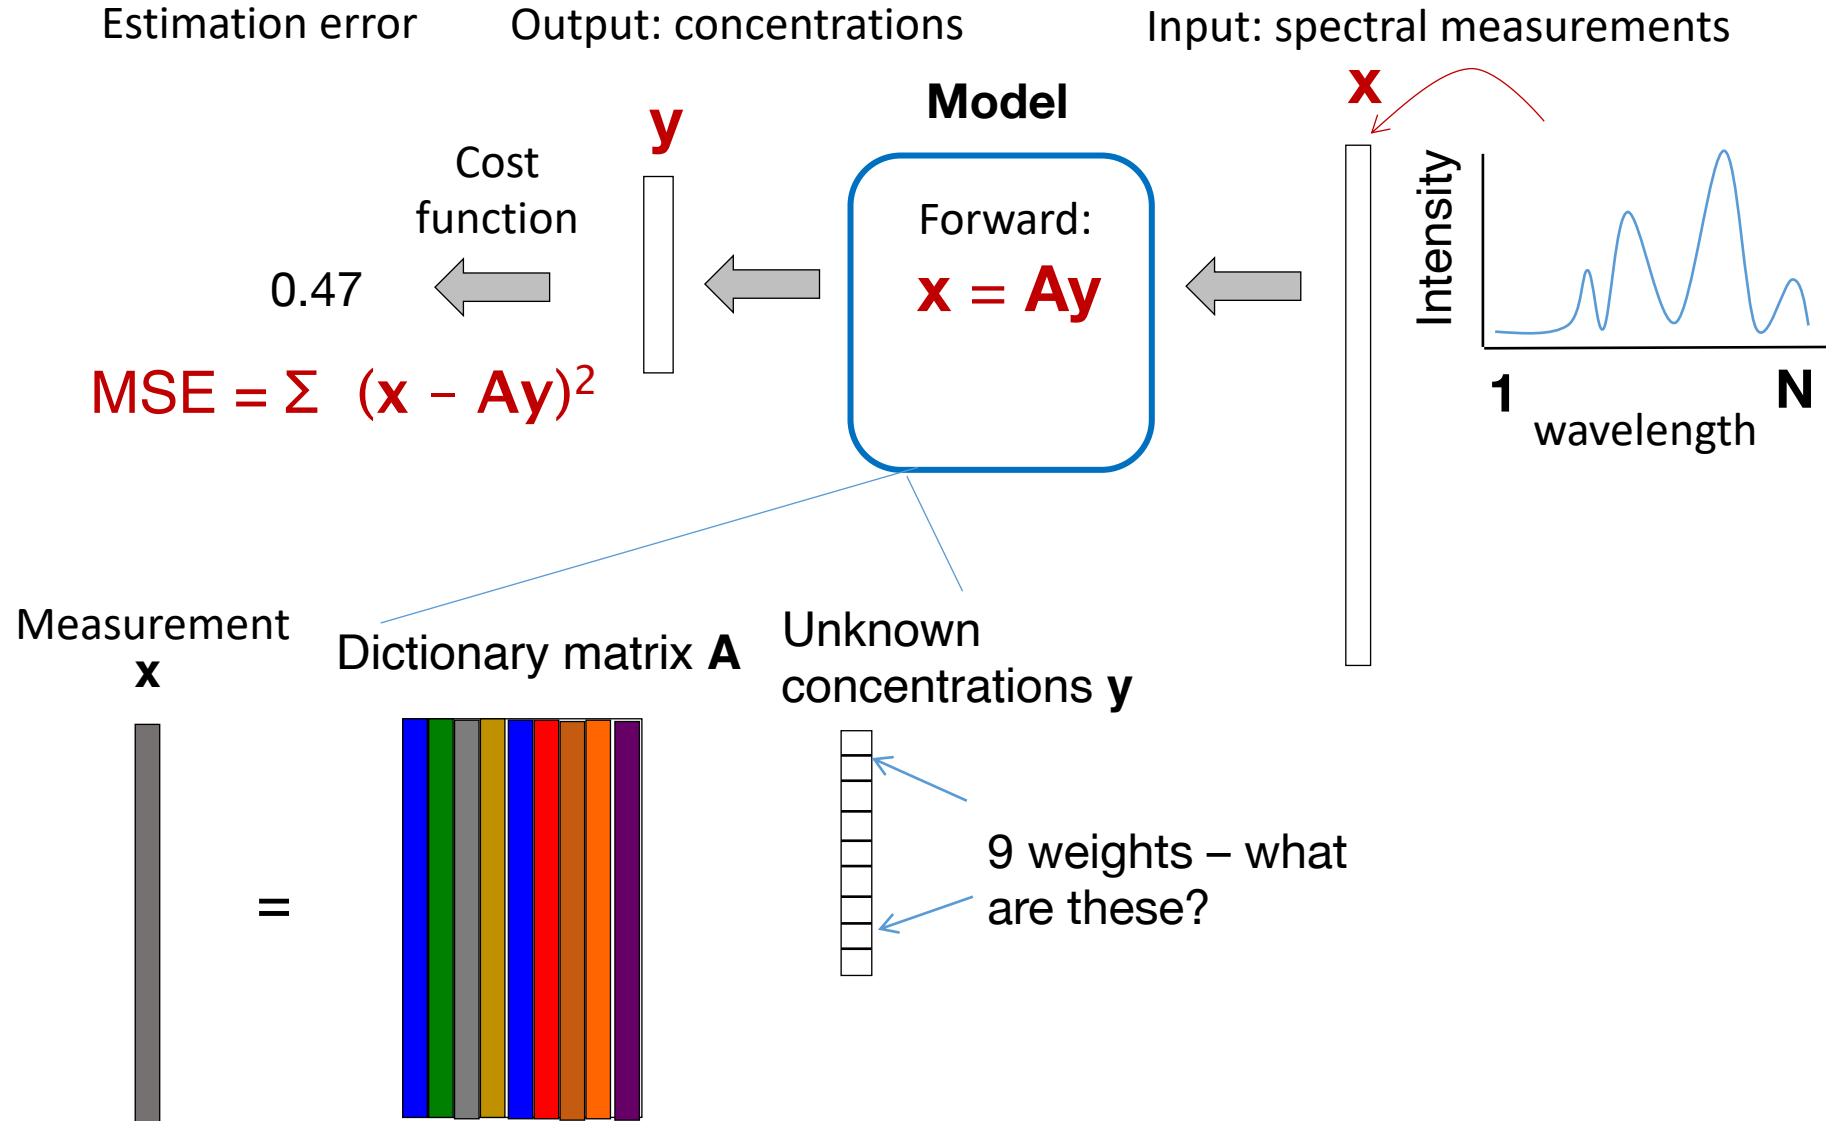 Estimation error
Output: concentrations
Input: spectral measurements
x
Model
y
Cost
function
Forward:
x = Ay
0.47
MSE = Σ (x – Ay)²
Intensity
1
N
wavelength
Measurement
x
Dictionary matrix A
Unknown
concentrations y
=
9 weights – what
are these?